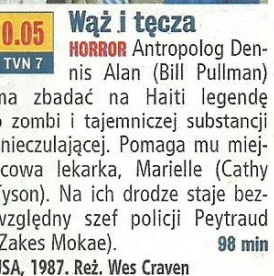 0.05
TVN 7
Wąż i tęcza
HORROR Antropolog Den-
nis Alan (Bill Pullman)
ma zbadać na Haiti legendę
o zombi i tajemniczej substancji
nieczulającej. Pomaga mu miej-
cowa lekarka, Marielle (Cathy
Tyson). Na ich drodze staje bez-
względny szef policji Peytraud
(Zakes Mokae). 98 min
USA, 1987. Reż. Wes Craven